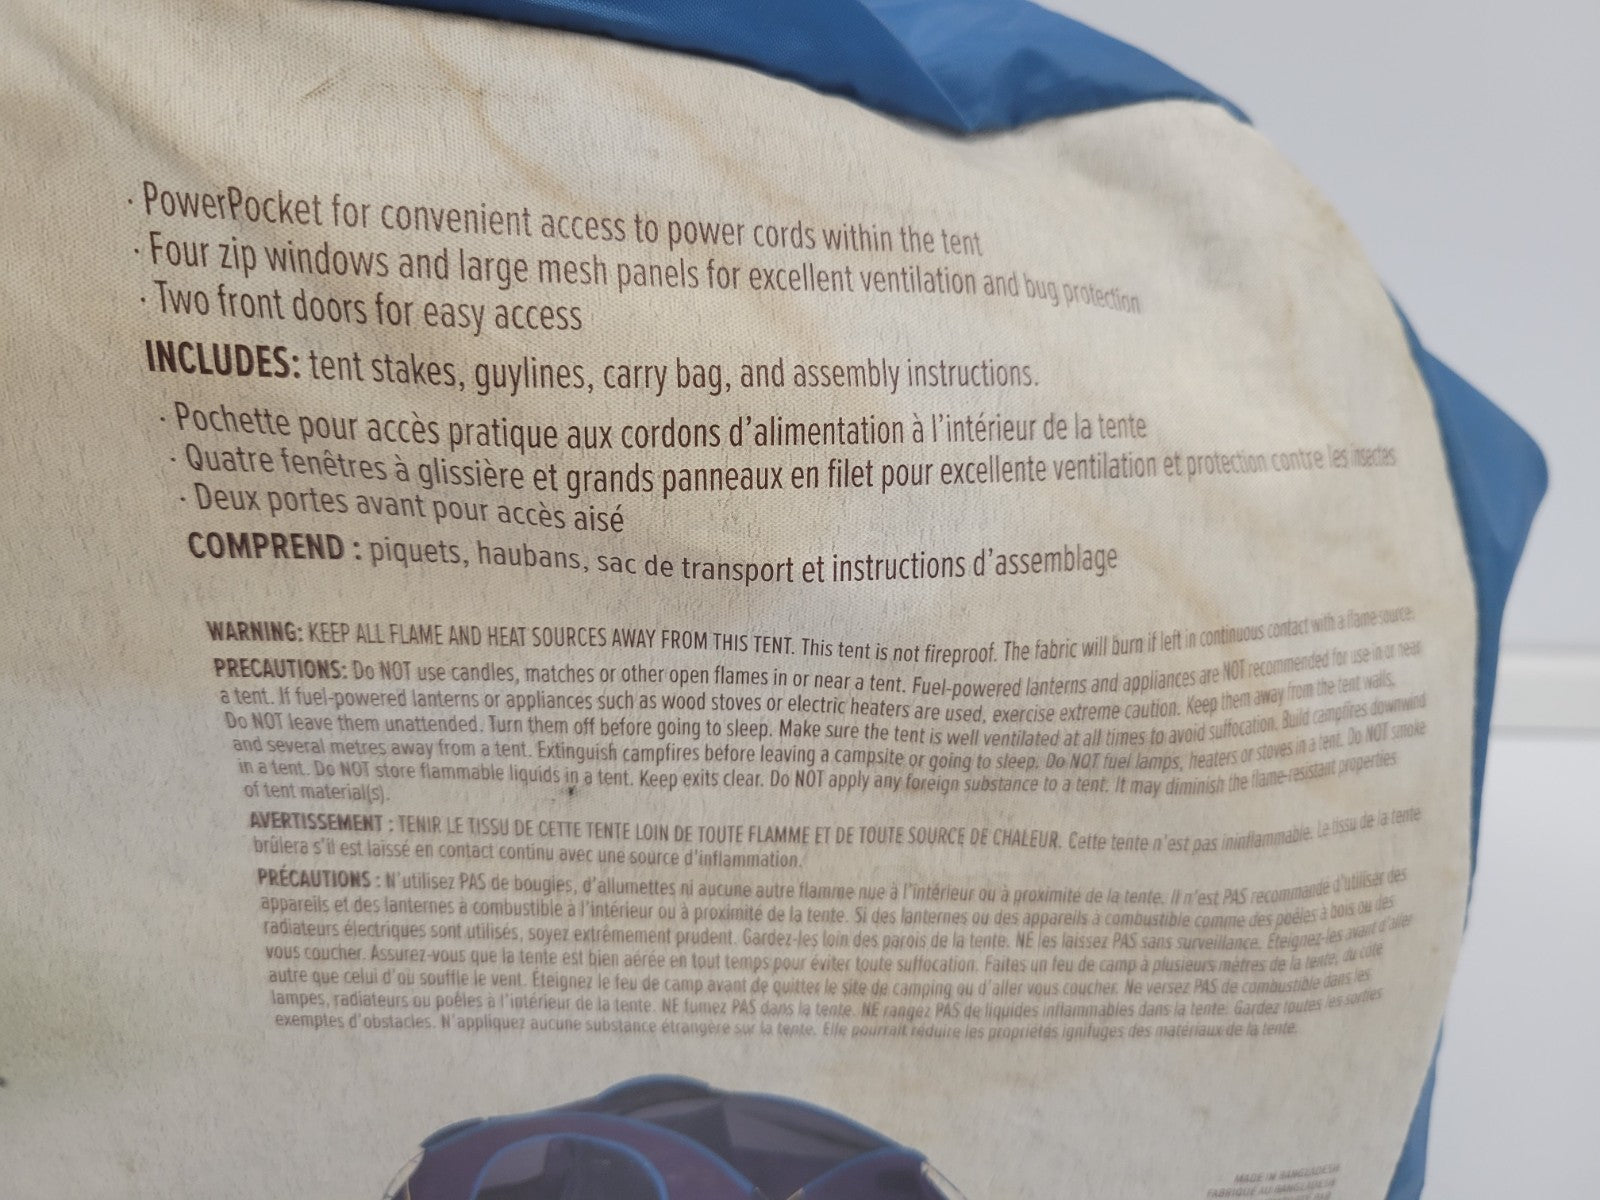 · PowerPocket for convenient access to power cords within the tent
· Four zip windows and large mesh panels for excellent ventilation and bug protection
· Two front doors for easy access
INCLUDES: tent stakes, guylines, carry bag, and assembly instructions.
· Pochette pour accès pratique aux cordons d'alimentation à l'intérieur de la tente
· Quatre fenêtres à glissière et grands panneaux en filet pour excellente ventilation et protection contre les insectes
· Deux portes avant pour accès aisé
COMPREND : piquets, haubans, sac de transport et instructions d'assemblage
WARNING: KEEP ALL FLAME AND HEAT SOURCES AWAY FROM THIS TENT. This tent is not fireproof. The fabric will burn if left in continuous contact with a flame source.
PRECAUTIONS: Do NOT use candles, matches or other open flames in or near a tent. Fuel-powered lanterns and appliances are NOT recommended for use in or near
a tent. If fuel-powered lanterns or appliances such as wood stoves or electric heaters are used, exercise extreme caution. Keep them away from the tent walls.
Do NOT leave them unattended. Turn them off before going to sleep. Make sure the tent is well ventilated at all times to avoid suffocation. Build campfires downwind
and several metres away from a tent. Extinguish campfires before leaving a campsite or going to sleep. Do NOT fuel lamps, heaters or stoves in a tent. Do NOT smoke
in a tent. Do NOT store flammable liquids in a tent. Keep exits clear. Do NOT apply any foreign substance to a tent. It may diminish the flame-resistant properties
of tent material(s).
AVERTISSEMENT : TENIR LE TISSU DE CETTE TENTE LOIN DE TOUTE FLAMME ET DE TOUTE SOURCE DE CHALEUR. Cette tente n'est pas ininflammable. Le tissu de la tente
brûlera s'il est laissé en contact continu avec une source d'inflammation.
PRÉCAUTIONS : N'utilisez PAS de bougies, d'allumettes ni aucune autre flamme nue à l'intérieur ou à proximité de la tente. Il n'est PAS recommandé d'utiliser des
appareils et des lanternes à combustible à l'intérieur ou à proximité de la tente. Si des lanternes ou des appareils à combustible comme des poêles à bois ou des
radiateurs électriques sont utilisés, soyez extrêmement prudent. Gardez-les loin des parois de la tente. NE les laissez PAS sans surveillance. Éteignez-les avant d'aller
vous coucher. Assurez-vous que la tente est bien aérée en tout temps pour éviter toute suffocation. Faites un feu de camp à plusieurs mètres de la tente, du côté
autre que celui d'où souffle le vent. Éteignez le feu de camp avant de quitter le site de camping ou d'aller vous coucher. Ne versez PAS de combustible dans les
lampes, radiateurs ou poêles à l'intérieur de la tente. NE fumez PAS dans la tente. NE rangez PAS de liquides inflammables dans la tente. Gardez toutes les sorties
exemptes d'obstacles. N'appliquez aucune substance étrangère sur la tente. Elle pourrait réduire les propriétés ignifuges des matériaux de la tente.
MADE IN BANGLADESH
FABRIQUÉ AU BANGLADESH